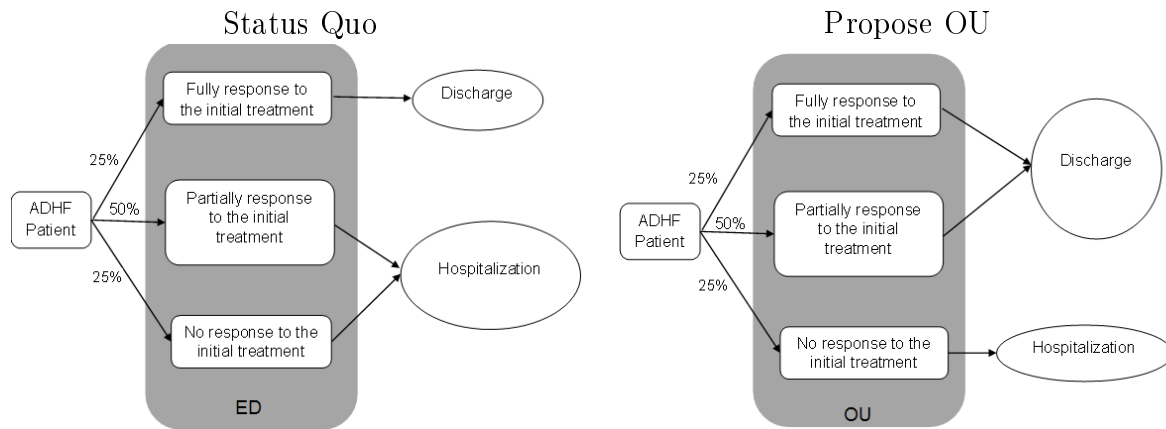 Status Quo
Fully response to
the initial treatment
Discharge
25%
ADHF
Patient
50%
Partially response
to the initial
treatment
25%
Hospitalization
No response to the
initial treatment
ED
Propose OU
Fully response to
the initial treatment
Discharge
25%
ADHF
Patient
50%
Partially response
to the initial
treatment
25%
No response to the
initial treatment
Hospitalization
OU